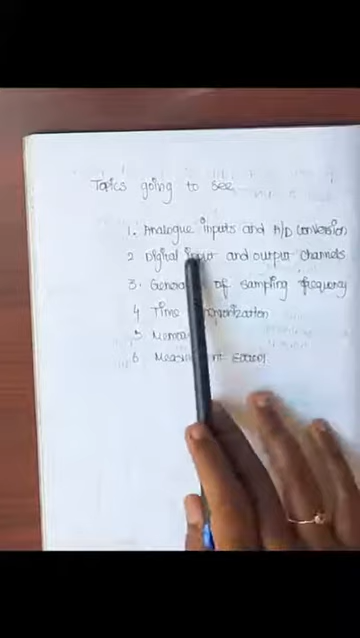 Topics going to see
1. Analogue inputs and A/D Conversion
2 Digital input and output channels
3. of sampling frequency
4 Time
5
6